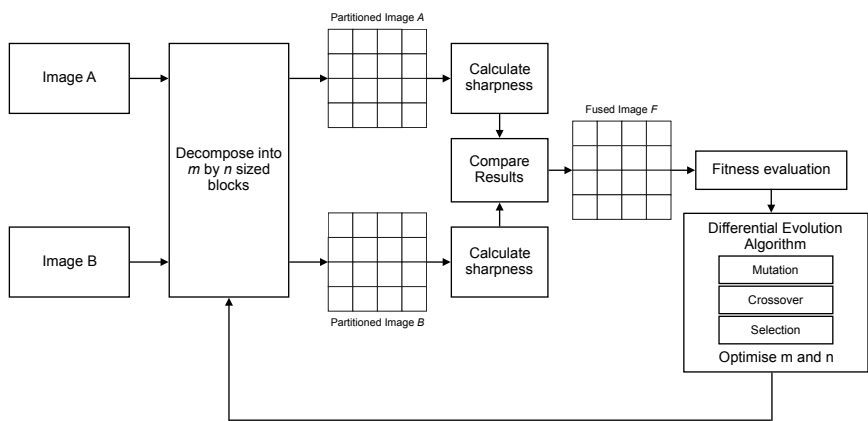 Image A
Image B
Decompose into
m by n sized
blocks
Partitioned Image A
Partitioned Image B
Calculate
sharpness
Compare
Results
Calculate
sharpness
Fused Image F
Fitness evaluation
Differential Evolution
Algorithm
Mutation
Crossover
Selection
Optimise m and n